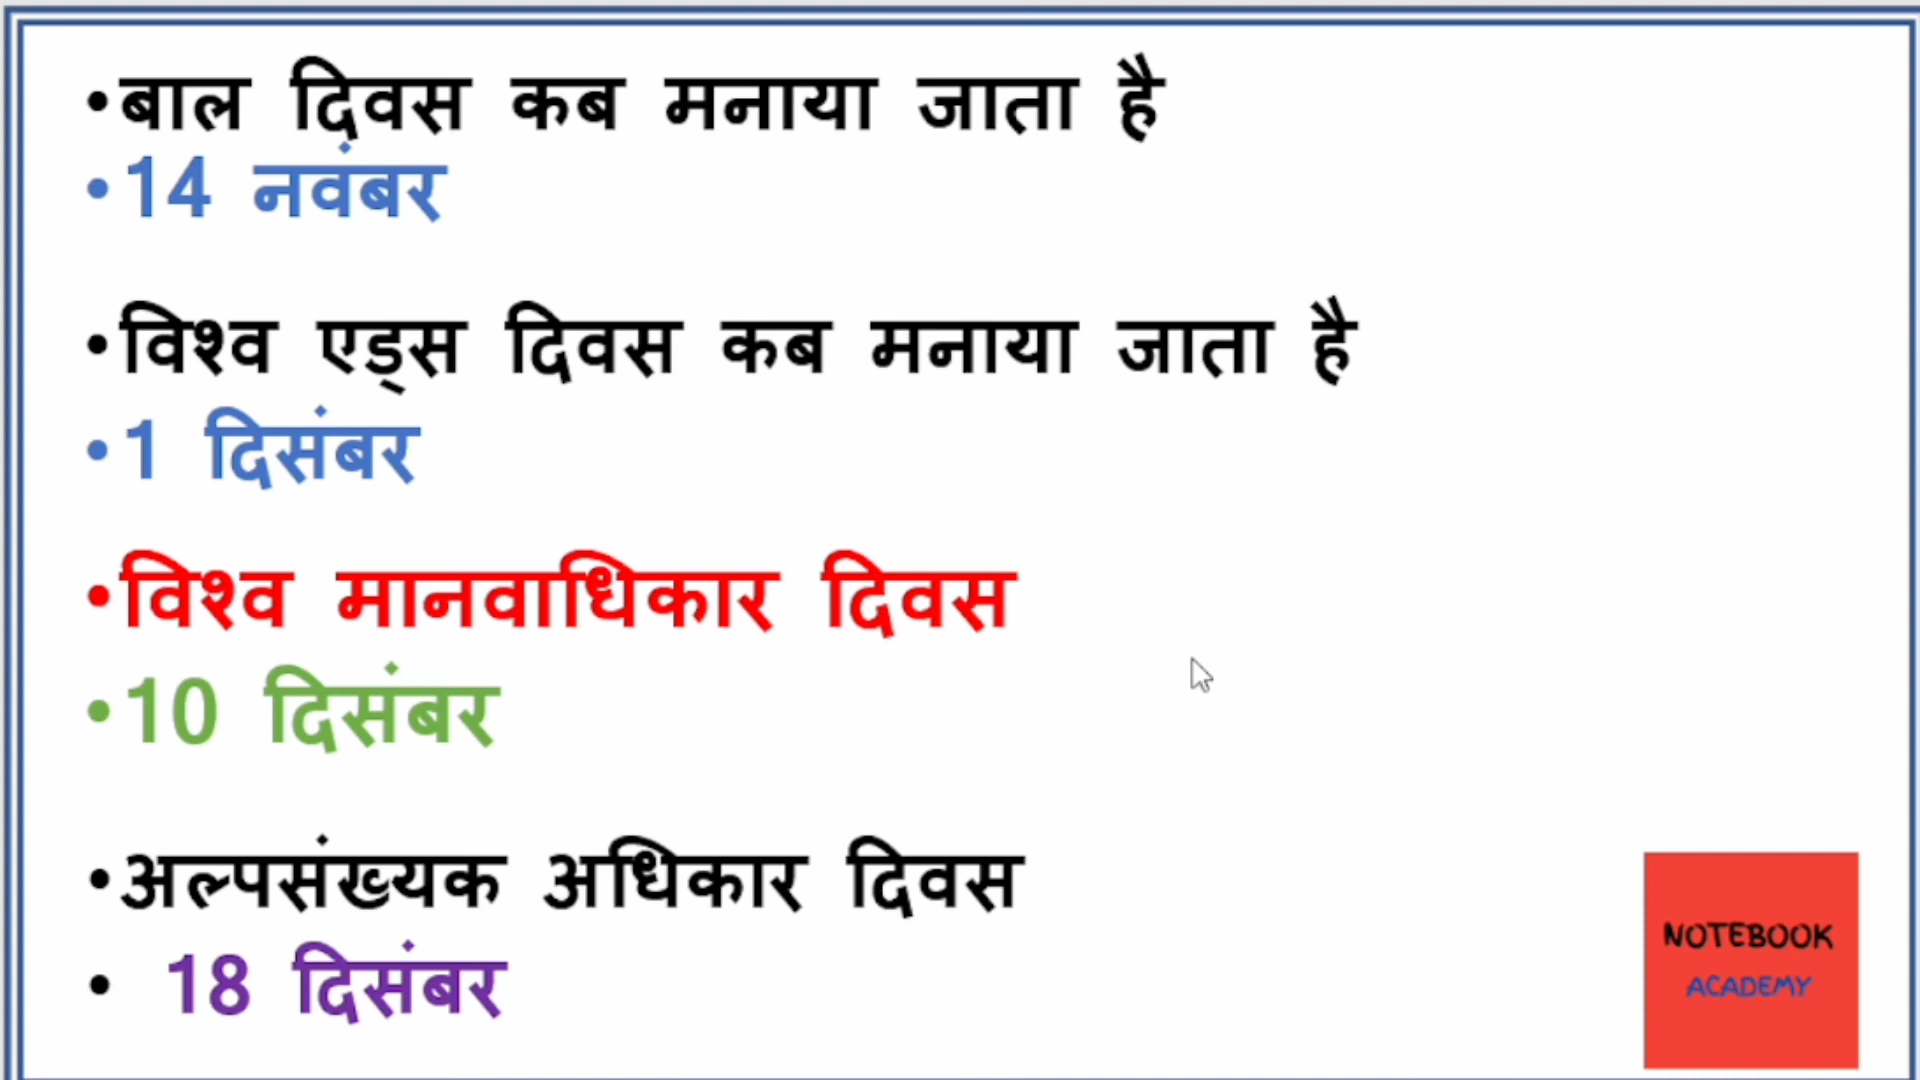 •बाल दिवस कब मनाया जाता है
•14 नवंबर
•विश्व एड्स दिवस कब मनाया जाता है
•1 दिसंबर
•विश्व मानवाधिकार दिवस
•10 दिसंबर
•अल्पसंख्यक अधिकार दिवस
• 18 दिसंबर
NOTEBOOK
ACADEMY